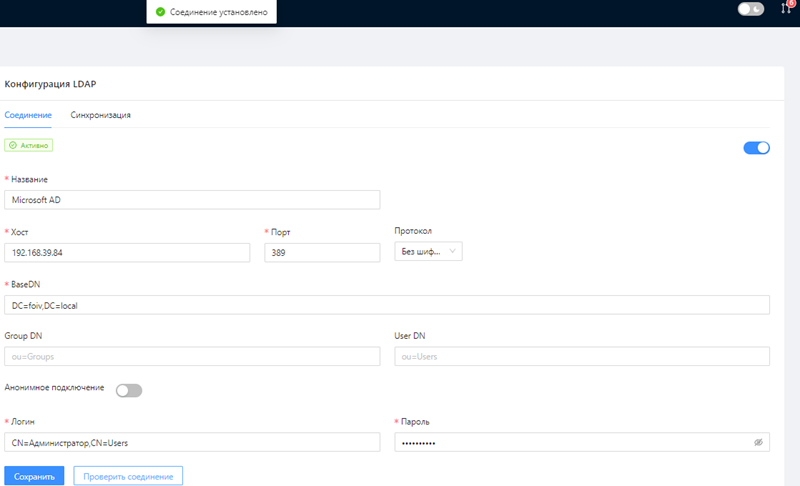 Соединение установлено
6
Конфигурация LDAP
Соединение Синхронизация
Активно
* Название
Microsoft AD
* Хост * Порт Протокол
192.168.39.84 389 Без шиф...
* BaseDN
DC=foiv,DC=local
Group DN User DN
ou=Groups ou=Users
Анонимное подключение
* Логин * Пароль
CN=Администратор,CN=Users ••••••••••
Сохранить Проверить соединение